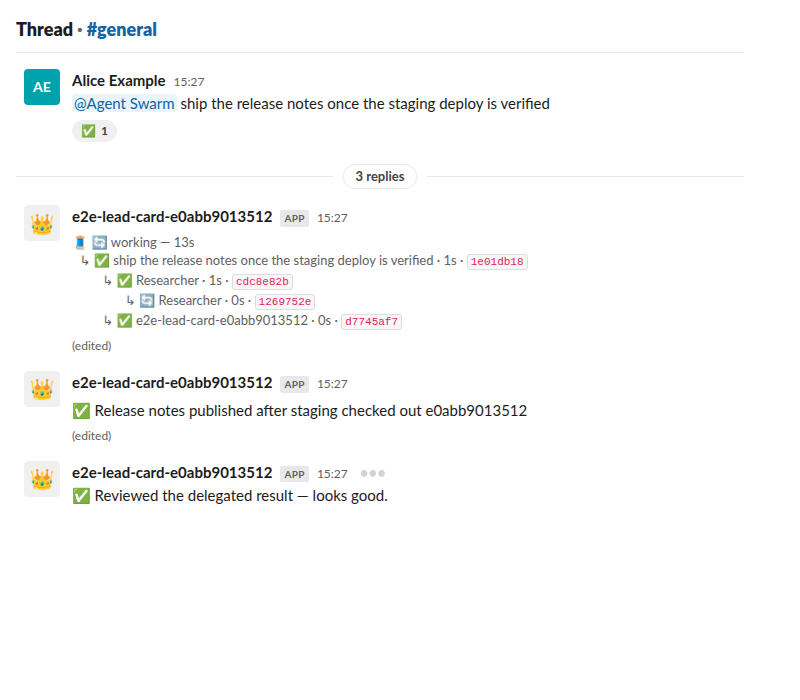 Thread • #general
AE
Alice Example 15:27
@Agent Swarm ship the release notes once the staging deploy is verified
✅ 1
3 replies
e2e-lead-card-e0abb9013512 APP 15:27
🧵 🔄 working — 13s
↳ ✅ ship the release notes once the staging deploy is verified · 1s · 1e01db18
↳ ✅ Researcher · 1s · cdc8e82b
↳ 🔄 Researcher · 0s · 1269752e
↳ ✅ e2e-lead-card-e0abb9013512 · 0s · d7745af7
(edited)
e2e-lead-card-e0abb9013512 APP 15:27
✅ Release notes published after staging checked out e0abb9013512
(edited)
e2e-lead-card-e0abb9013512 APP 15:27
✅ Reviewed the delegated result — looks good.